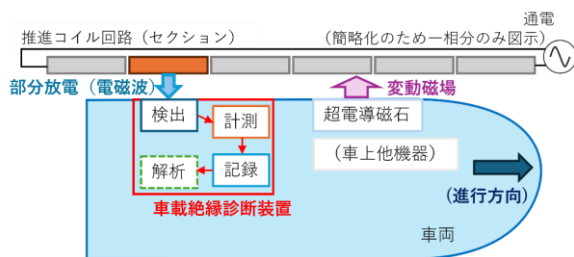 通電
推進コイル回路（セクション）
(簡略化のため一相分のみ図示)
部分放電（電磁波）
変動磁場
検出
計測
超電導磁石
解析
記録
(車上他機器)
車載絶縁診断装置
(進行方向)
車両